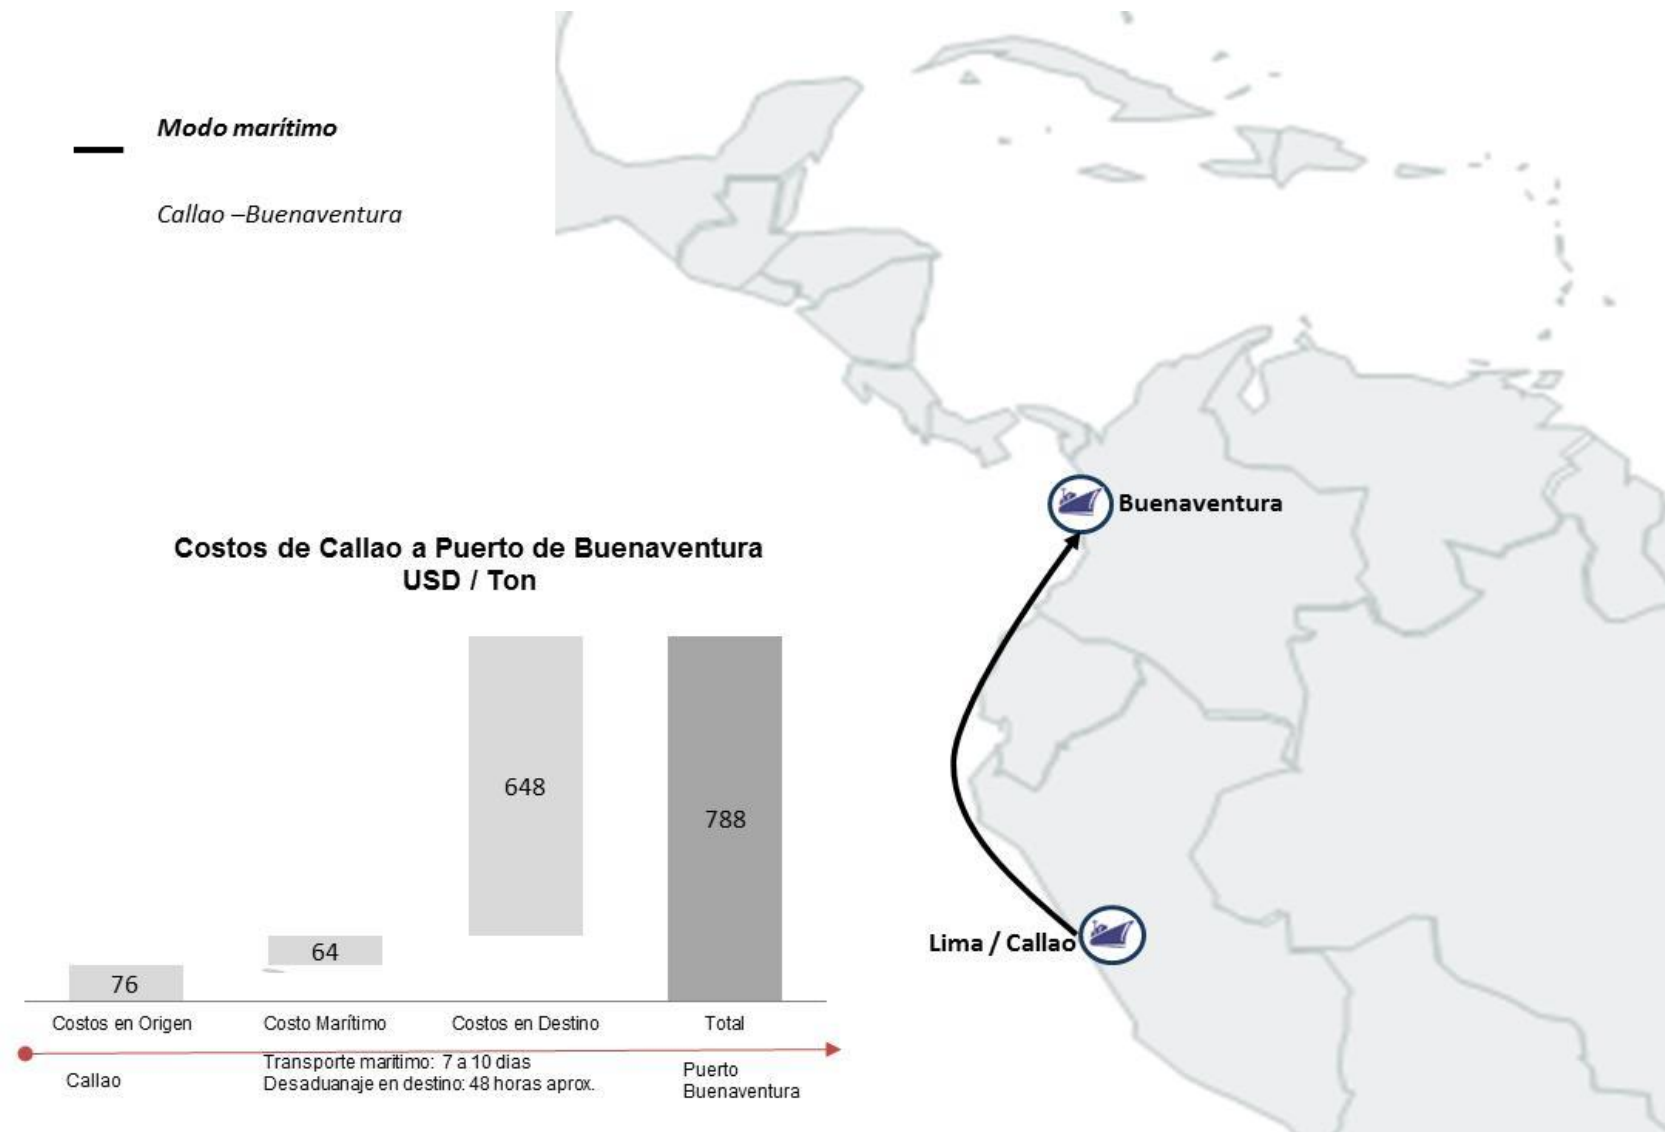 Modo marítimo
Callao –Buenaventura
Buenaventura
Lima / Callao
Costos de Callao a Puerto de Buenaventura
USD / Ton
648
788
64
76
Costos en Origen
Costo Marítimo
Costos en Destino
Total
Callao
Transporte maritimo: 7 a 10 dias
Desaduanaje en destino: 48 horas aprox.
Puerto
Buenaventura